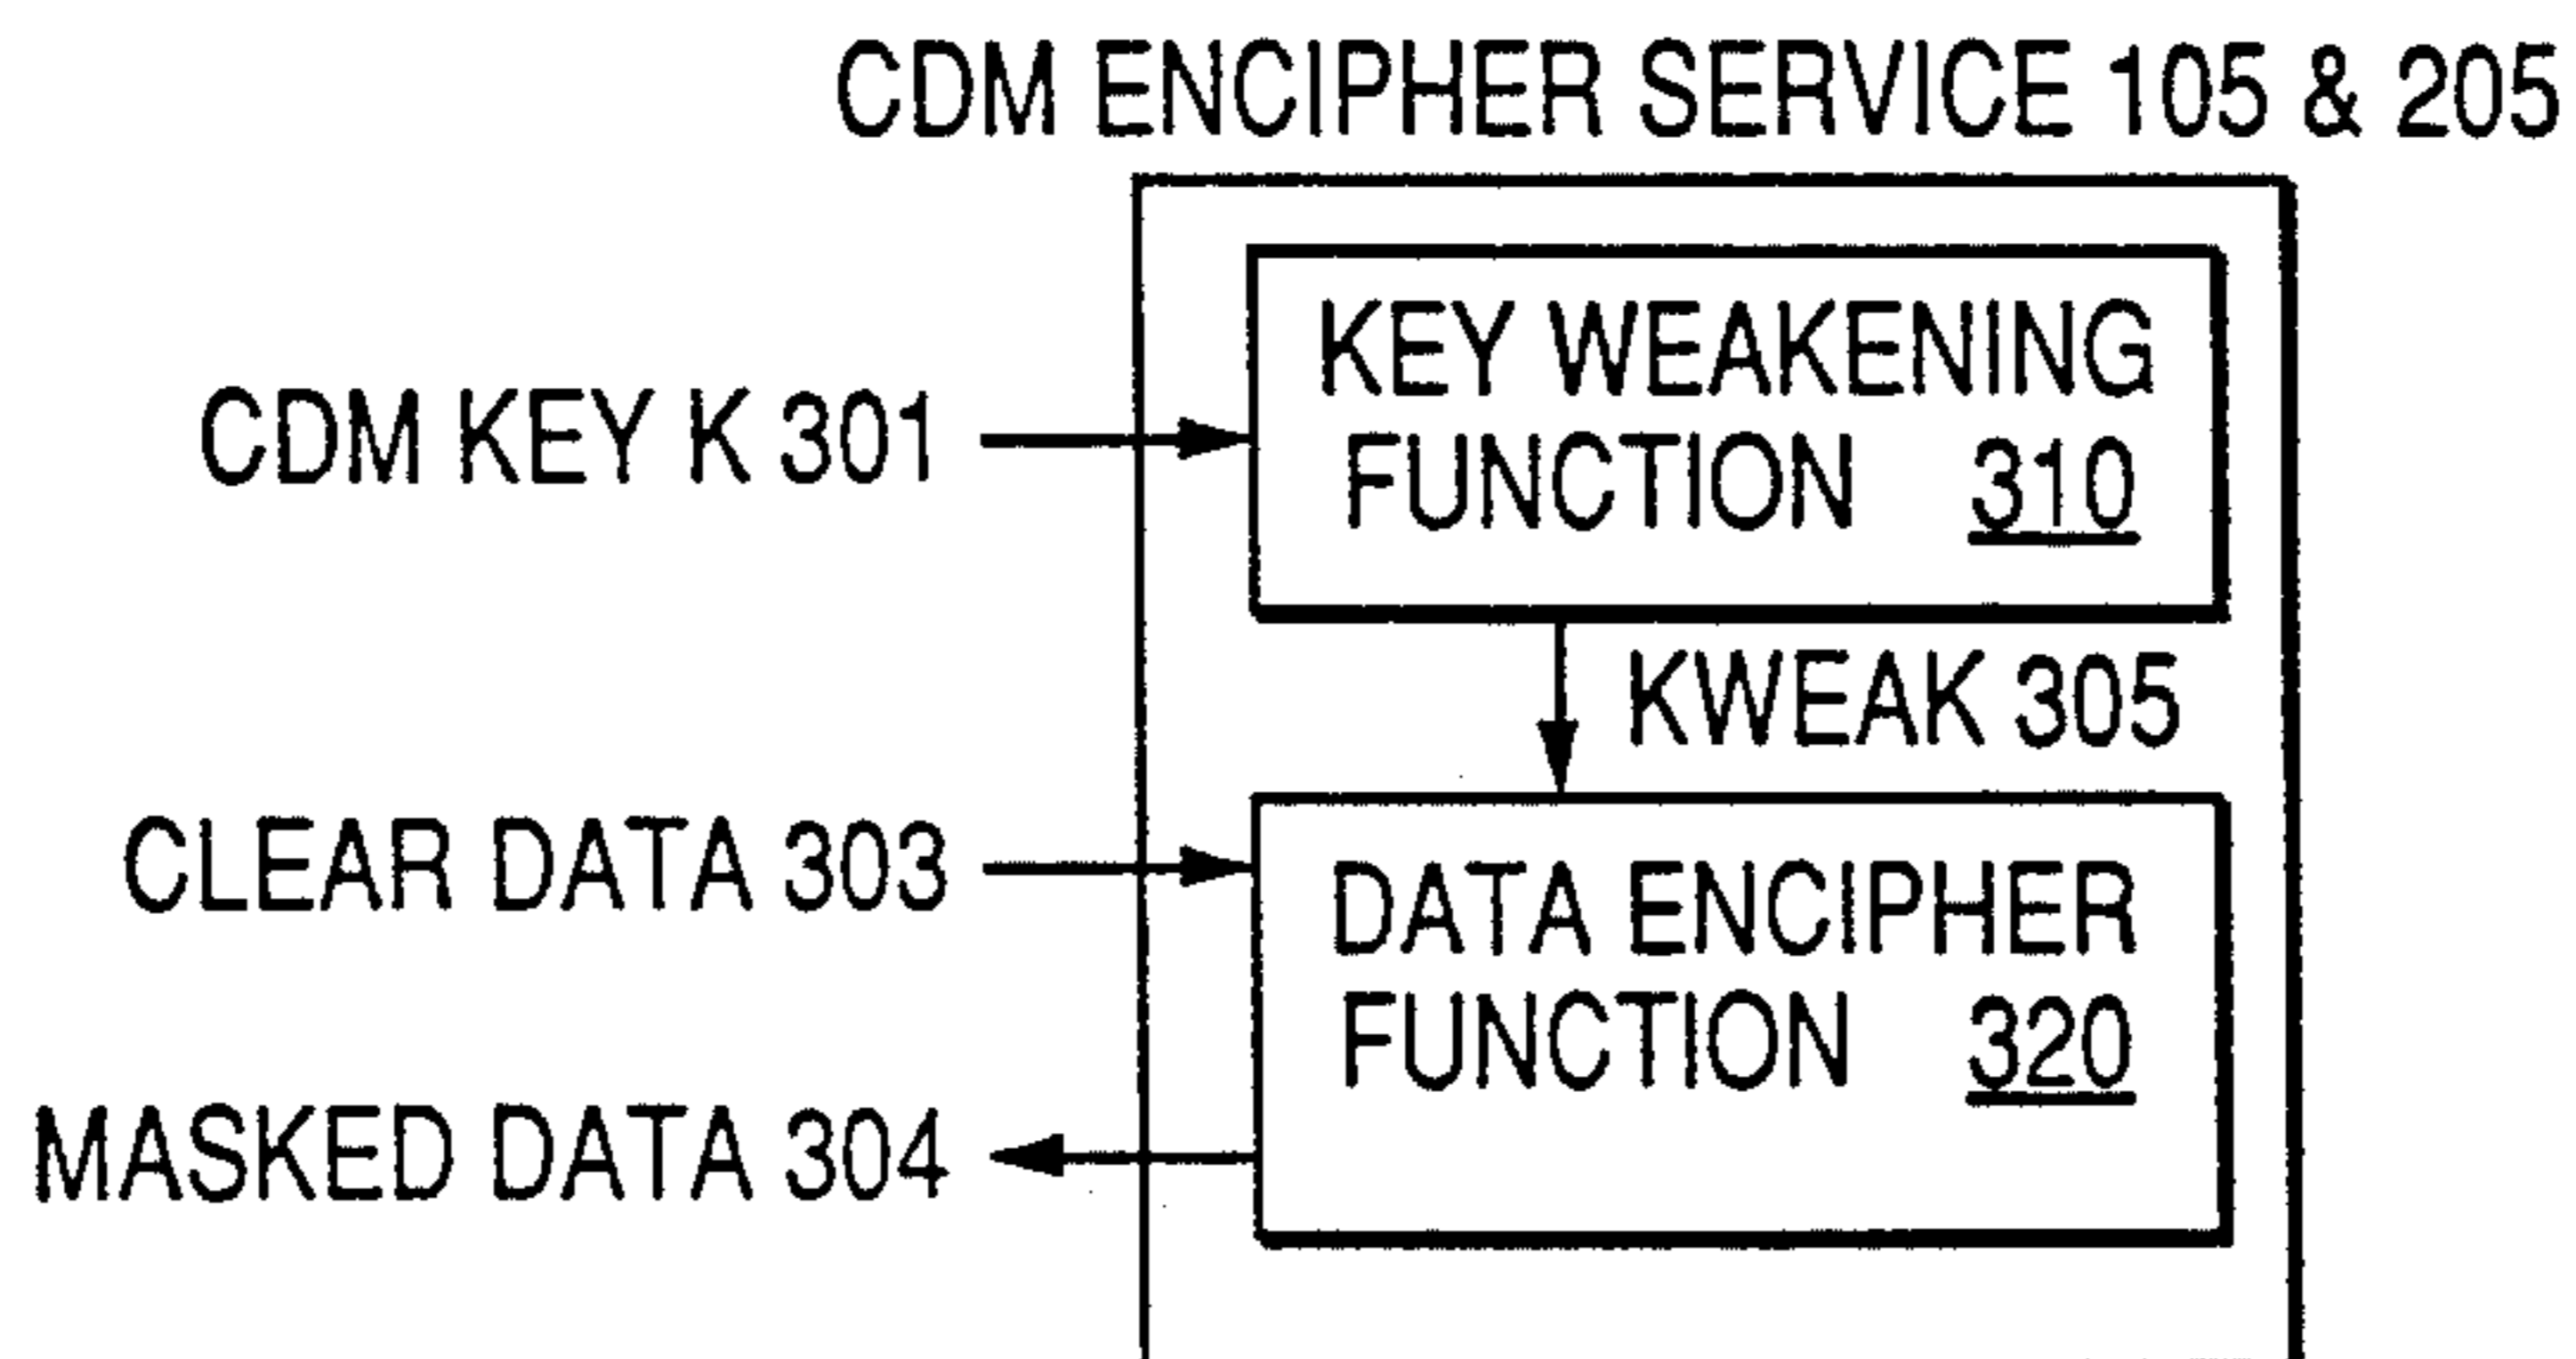 CDM ENCIPHER SERVICE 105 & 205
KEY WEAKENING
FUNCTION 310
CDM KEY K 301
KWEAK 305
CLEAR DATA 303
DATA ENCIPHER
FUNCTION 320
MASKED DATA 304